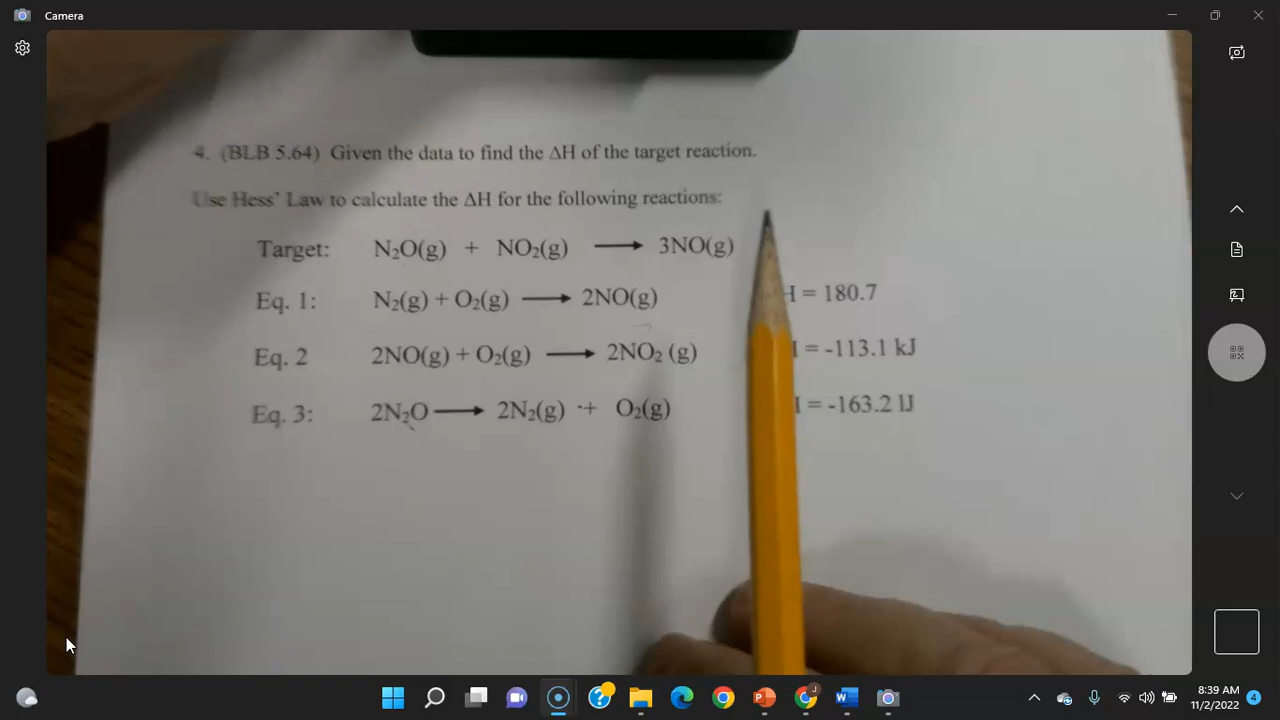 Camera
4. (BLB 5.64) Given the data to find the ΔH of the target reaction.
Use Hess' Law to calculate the ΔH for the following reactions:
Target: N₂O(g) + NO₂(g) ⟶ 3NO(g)
Eq. 1: N₂(g) + O₂(g) ⟶ 2NO(g) H = 180.7
Eq. 2 2NO(g) + O₂(g) ⟶ 2NO₂ (g) = -113.1 kJ
Eq. 3: 2N₂O ⟶ 2N₂(g) + O₂(g) = -163.2 lJ
8:39 AM
11/2/2022
4